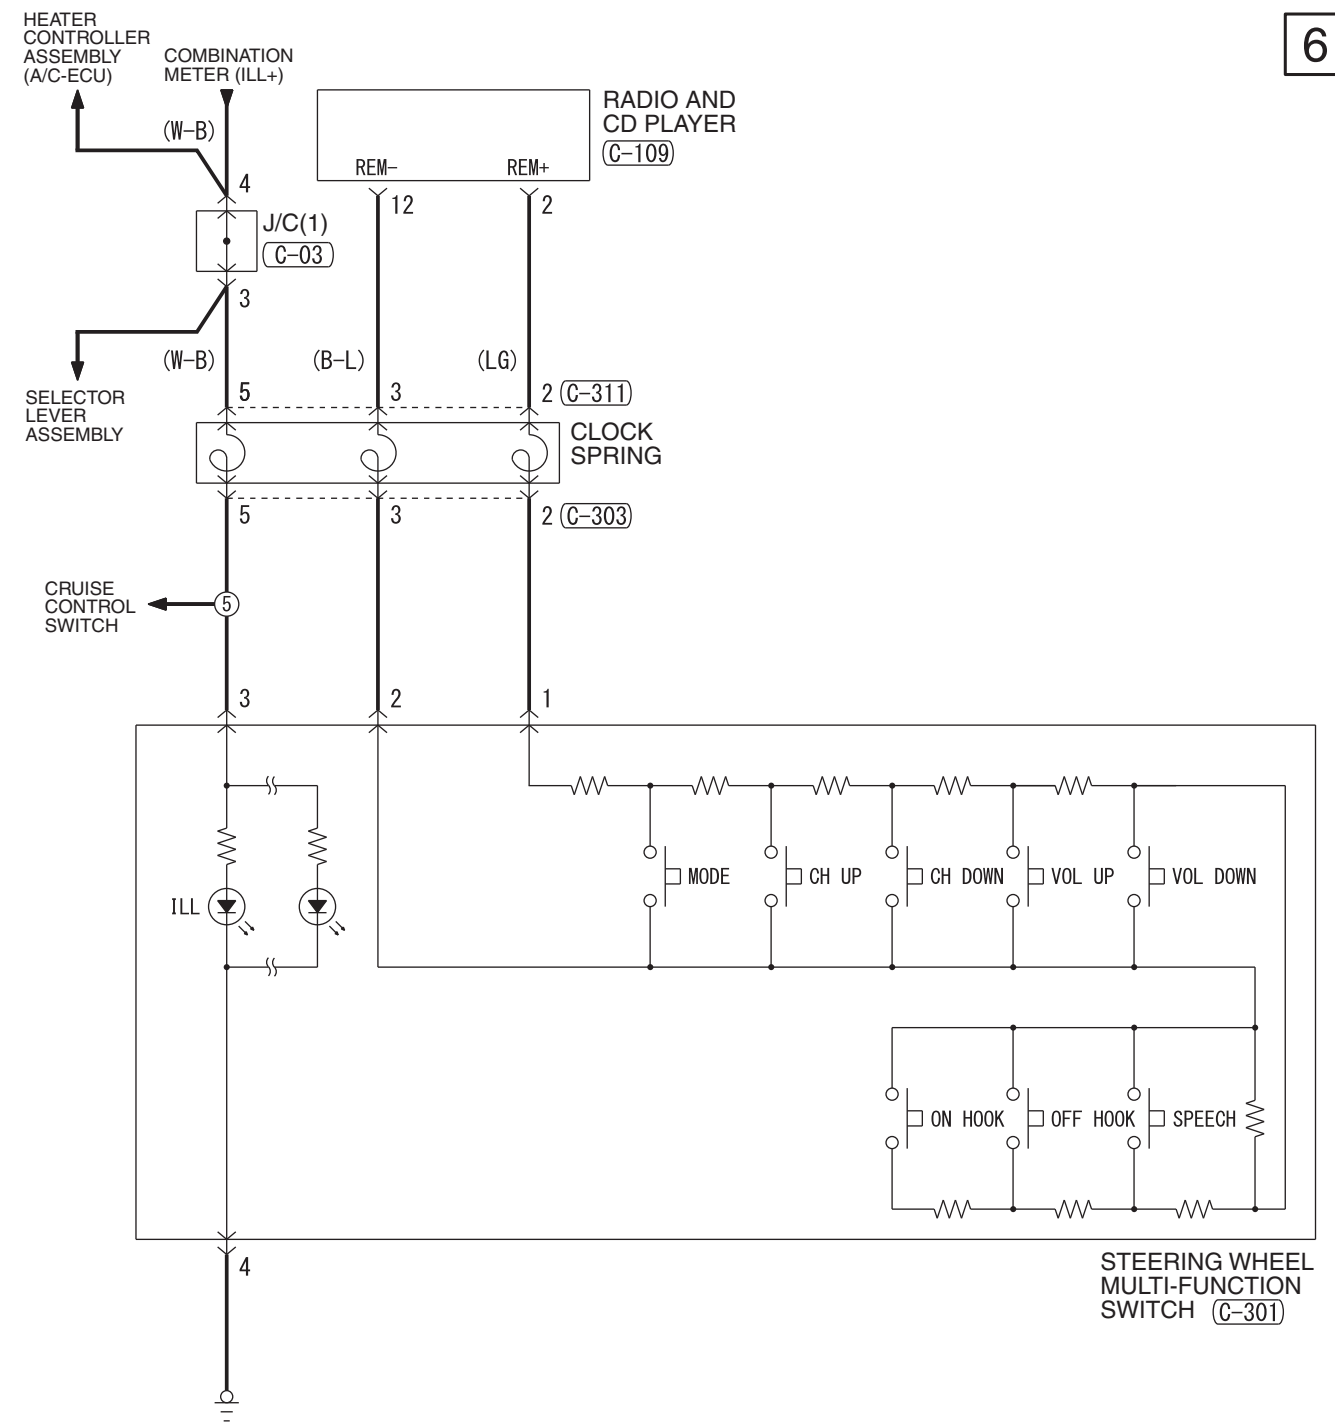 HEATER
CONTROLLER
ASSEMBLY
(A/C-ECU)
COMBINATION
METER (ILL+)
6
RADIO AND
CD PLAYER
C-109
(W-B)
REM-
REM+
4
12
2
J/C(1)
C-03
3
(W-B)
(B-L)
(LG)
SELECTOR
LEVER
ASSEMBLY
5
3
2
C-311
CLOCK
SPRING
5
3
2
C-303
CRUISE
CONTROL
SWITCH
5
3
2
1
MODE
CH UP
CH DOWN
VOL UP
VOL DOWN
ILL
ON HOOK
OFF HOOK
SPEECH
4
STEERING WHEEL
MULTI-FUNCTION
SWITCH C-301